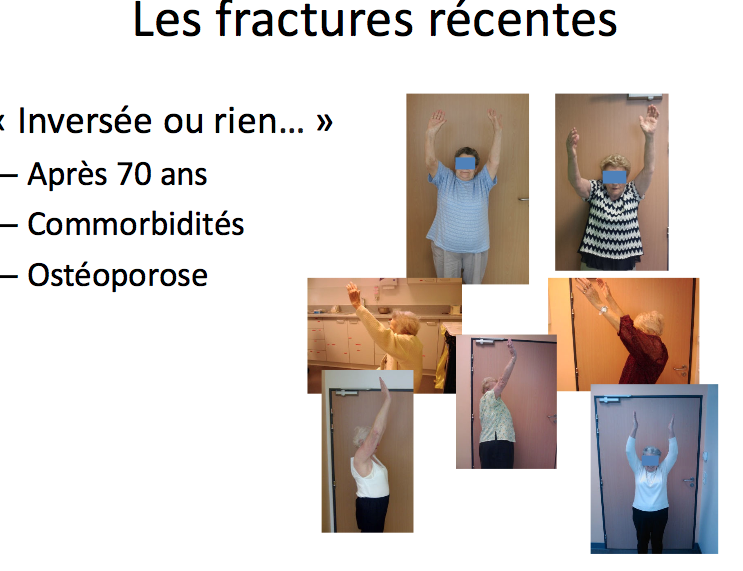 Les fractures récentes
« Inversée ou rien... »
– Après 70 ans
– Commorbidités
– Ostéoporose